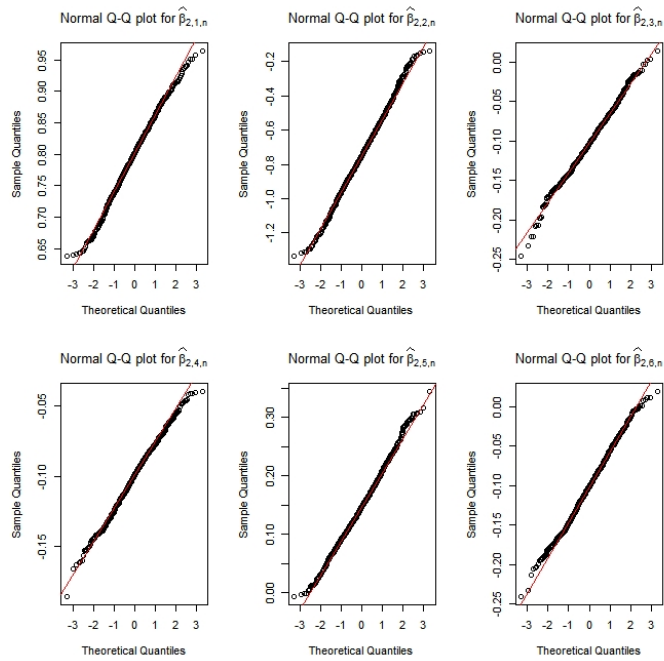 Normal Q-Q plot for β̂2,1,n
Normal Q-Q plot for β̂2,2,n
Normal Q-Q plot for β̂2,3,n
Sample Quantiles
0.65 0.70 0.75 0.80 0.85 0.90 0.95
-3 -2 -1 0 1 2 3
Theoretical Quantiles
Sample Quantiles
-1.2 -1.0 -0.8 -0.6 -0.4 -0.2
-3 -2 -1 0 1 2 3
Theoretical Quantiles
Sample Quantiles
-0.25 -0.20 -0.15 -0.10 -0.05 0.00
-3 -2 -1 0 1 2 3
Theoretical Quantiles
Normal Q-Q plot for β̂2,4,n
Normal Q-Q plot for β̂2,5,n
Normal Q-Q plot for β̂2,6,n
Sample Quantiles
-0.15 -0.10 -0.05
-3 -2 -1 0 1 2 3
Theoretical Quantiles
Sample Quantiles
0.00 0.10 0.20 0.30
-3 -2 -1 0 1 2 3
Theoretical Quantiles
Sample Quantiles
-0.25 -0.20 -0.15 -0.10 -0.05 0.00
-3 -2 -1 0 1 2 3
Theoretical Quantiles